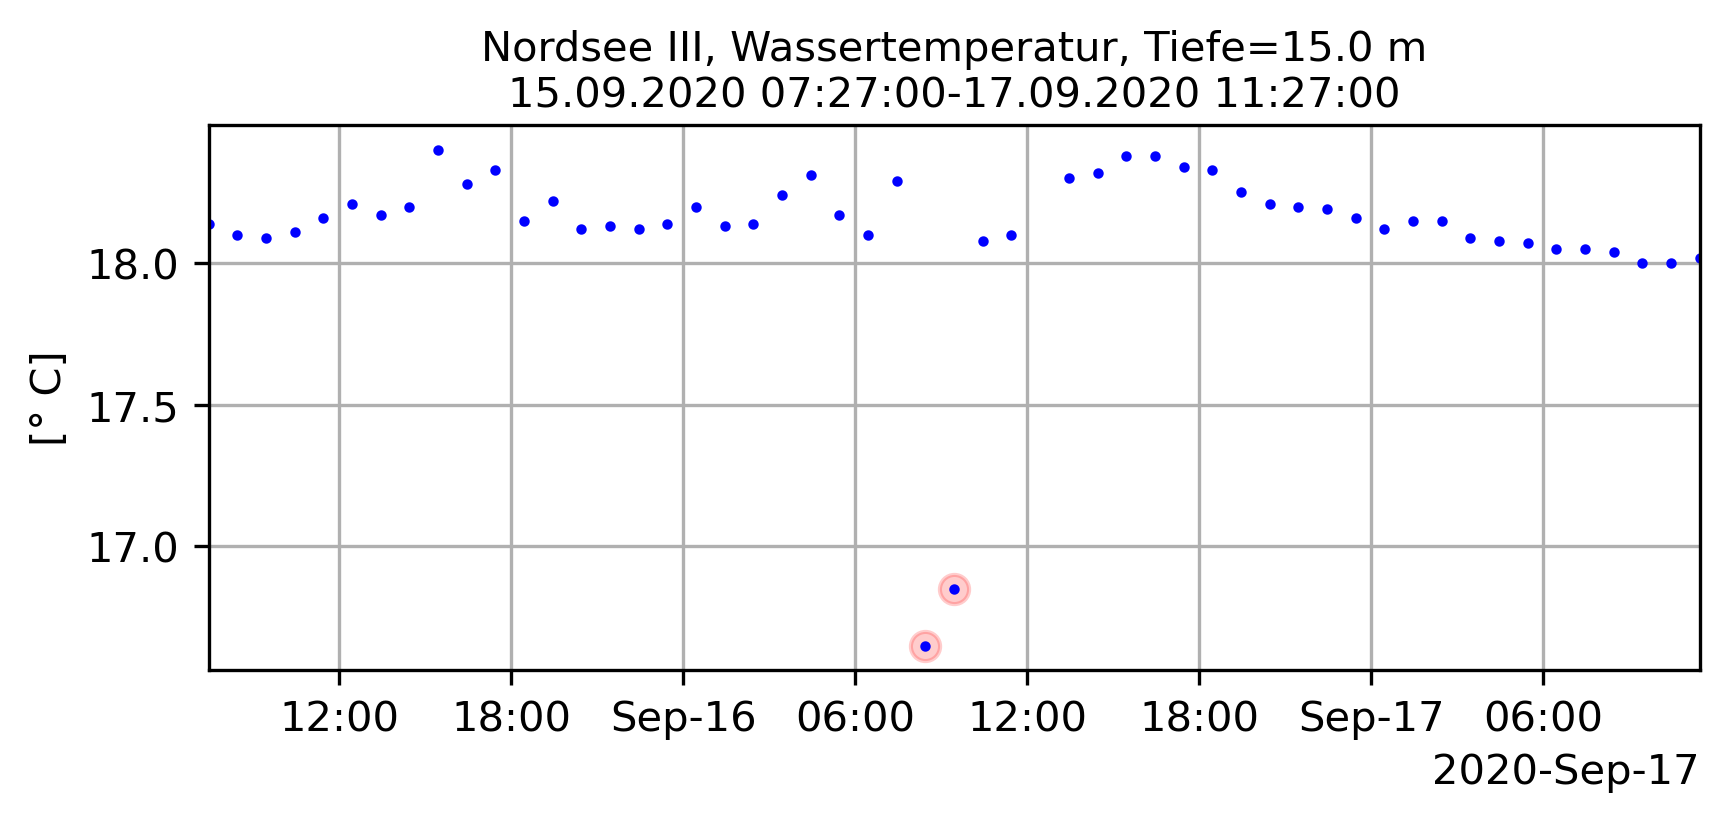 Nordsee III, Wassertemperatur, Tiefe=15.0 m
15.09.2020 07:27:00-17.09.2020 11:27:00
18.0
17.5
17.0
[° C]
12:00 18:00 Sep-16 06:00 12:00 18:00 Sep-17 06:00
2020-Sep-17